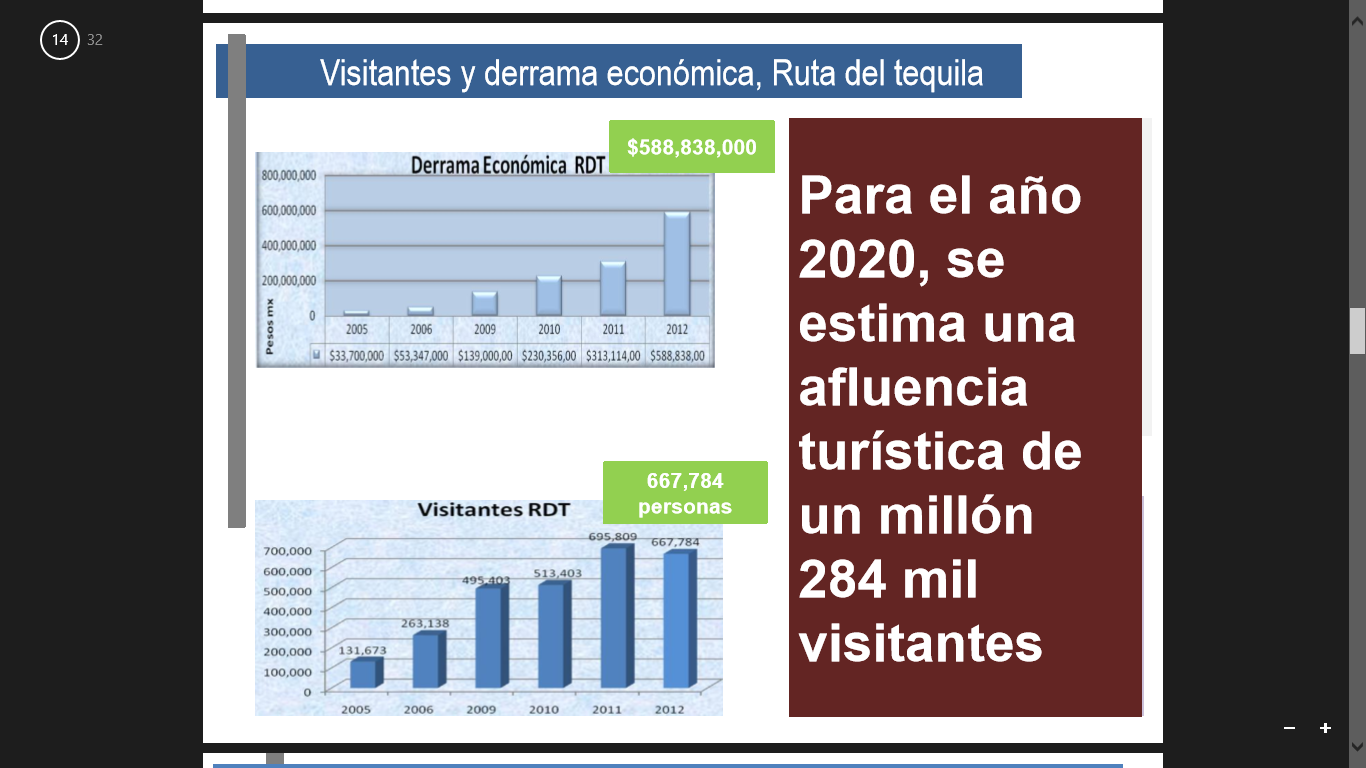 14 32
Visitantes y derrama económica, Ruta del tequila
$588,838,000
Derrama Económica RDT
800,000,000
600,000,000
400,000,000
200,000,000
0
Pesos mx
2005 2006 2009 2010 2011 2012
$33,700,000 $53,347,000 $139,000,00 $230,356,00 $313,114,00 $588,838,00
667,784
personas
Visitantes RDT
700,000
600,000
500,000
400,000
300,000
200,000
100,000
0
131,673
263,138
495,403
513,403
695,809
667,784
2005 2006 2009 2010 2011 2012
Para el año
2020, se
estima una
afluencia
turística de
un millón
284 mil
visitantes